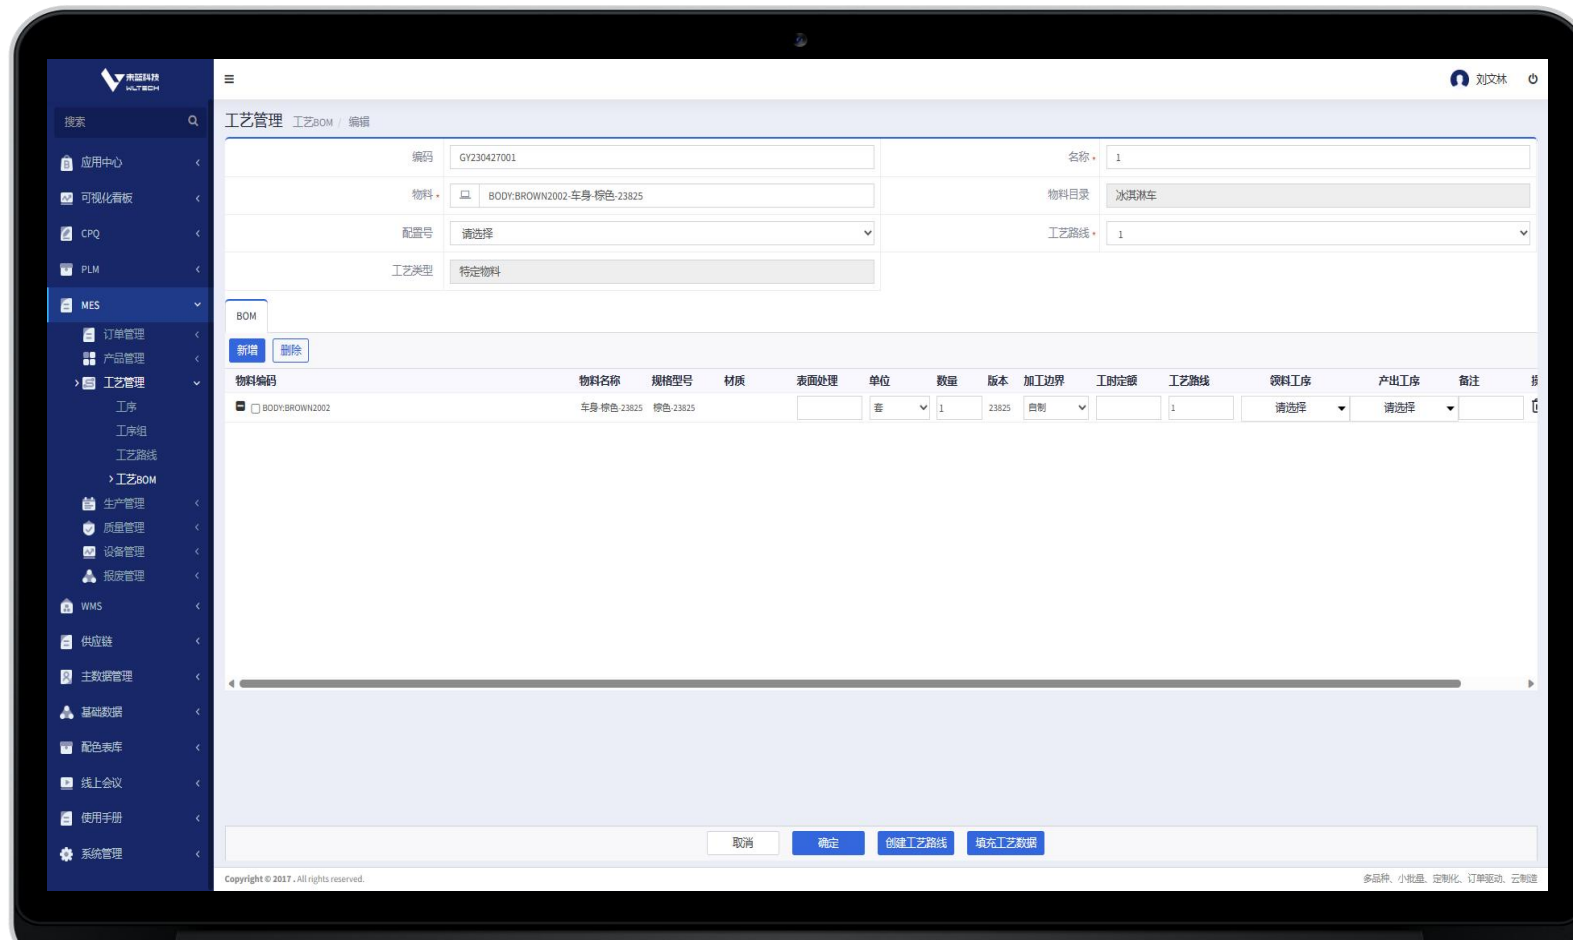 未蓝科技
WLTECH
刘文林
搜索
工艺管理 工艺BOM / 编辑
应用中心
可视化看板
CPQ
PLM
MES
订单管理
产品管理
工艺管理
工序
工序组
工艺路线
工艺BOM
生产管理
质量管理
设备管理
报废管理
WMS
供应链
主数据管理
基础数据
配色表库
线上会议
使用手册
系统管理
编码 GY230427001 名称 * 1
物料 * BODY:BROWN2002-车身-棕色-23825 物料目录 冰淇淋车
配置号 请选择 工艺路线 * 1
工艺类型 特定物料
BOM
新增 删除
物料编码 物料名称 规格型号 材质 表面处理 单位 数量 版本 加工边界 工时定额 工艺路线 领料工序 产出工序 备注
BODY:BROWN2002 车身-棕色-23825 棕色-23825 套 1 23825 自制 1 请选择 请选择
取消 确定 创建工艺路线 填充工艺数据
Copyright © 2017 . All rights reserved. 多品种、小批量、定制化、订单驱动、云制造